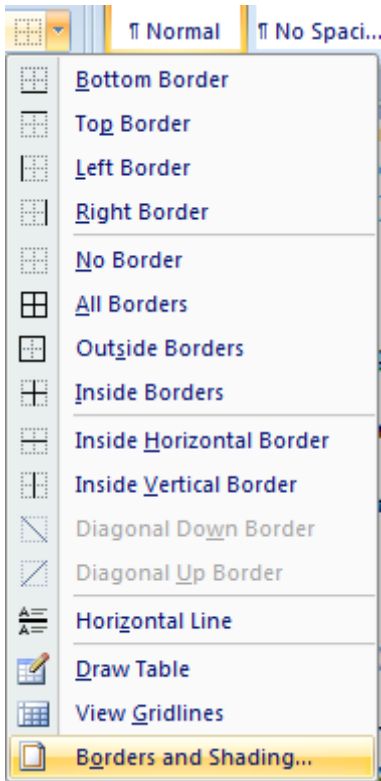 ¶ Normal ¶ No Spaci...
Bottom Border
Top Border
Left Border
Right Border
No Border
All Borders
Outside Borders
Inside Borders
Inside Horizontal Border
Inside Vertical Border
Diagonal Down Border
Diagonal Up Border
Horizontal Line
Draw Table
View Gridlines
Borders and Shading...